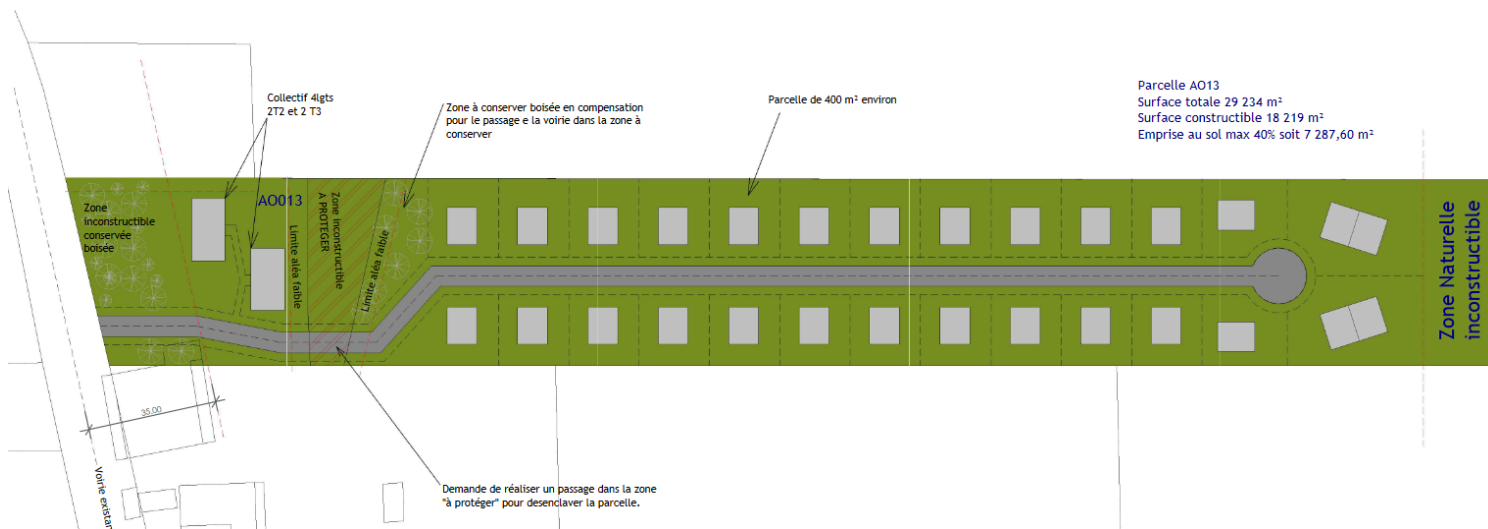 Collectif 4lgts
2T2 et 2 T3
Zone à conserver boisée en compensation
pour le passage e la voirie dans la zone à
conserver
Parcelle de 400 m² environ
Parcelle AO13
Surface totale 29 234 m²
Surface constructible 18 219 m²
Emprise au sol max 40% soit 7 287,60 m²
Zone
inconstructible
conservée
boisée
AO013
Limite aléa faible
Zone inconstructible
A PROTEGER
Limite aléa faible
Zone Naturelle
inconstructible
35,00
Voirie existan
Demande de réaliser un passage dans la zone
"à protéger" pour desenclaver la parcelle.